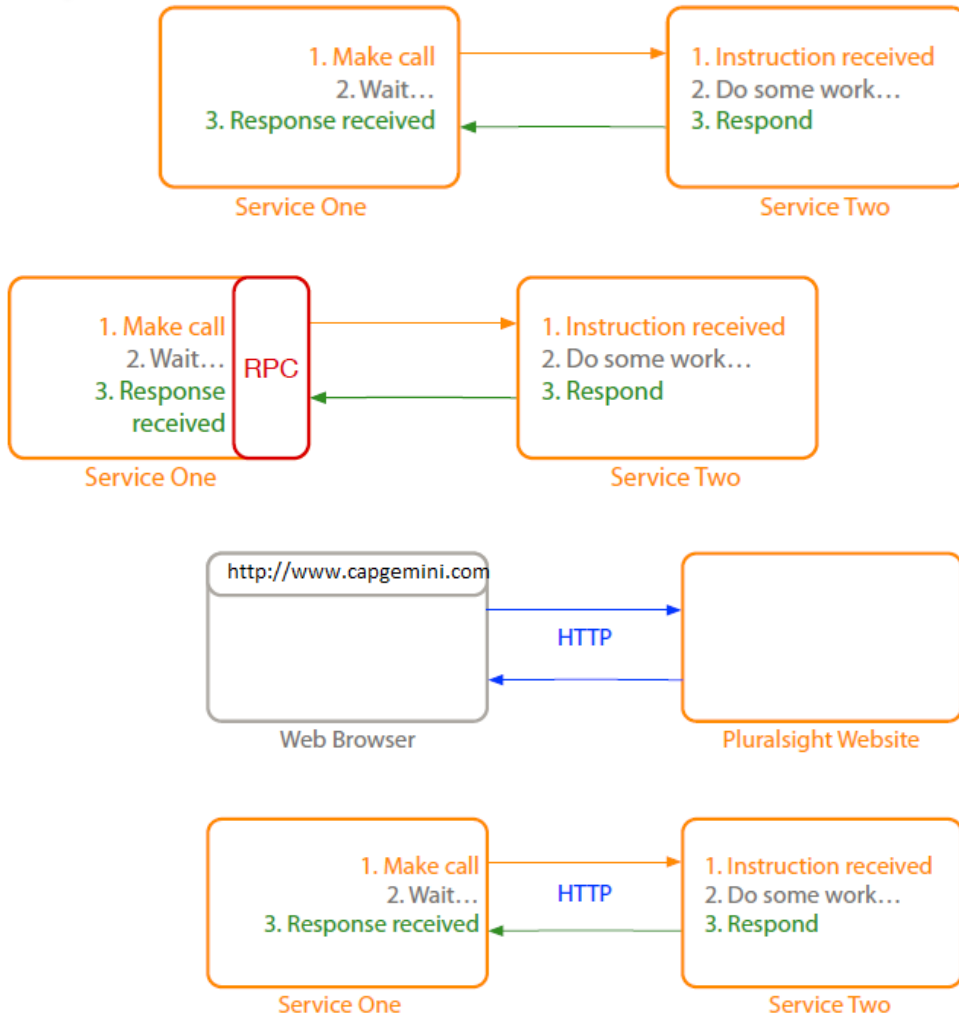 1. Make call
2. Wait...
3. Response received
1. Instruction received
2. Do some work...
3. Respond
Service One
Service Two
1. Make call
2. Wait...
3. Response
received
RPC
1. Instruction received
2. Do some work...
3. Respond
Service One
Service Two
http://www.capgemini.com
HTTP
Web Browser
Pluralsight Website
1. Make call
2. Wait...
3. Response received
HTTP
1. Instruction received
2. Do some work...
3. Respond
Service One
Service Two